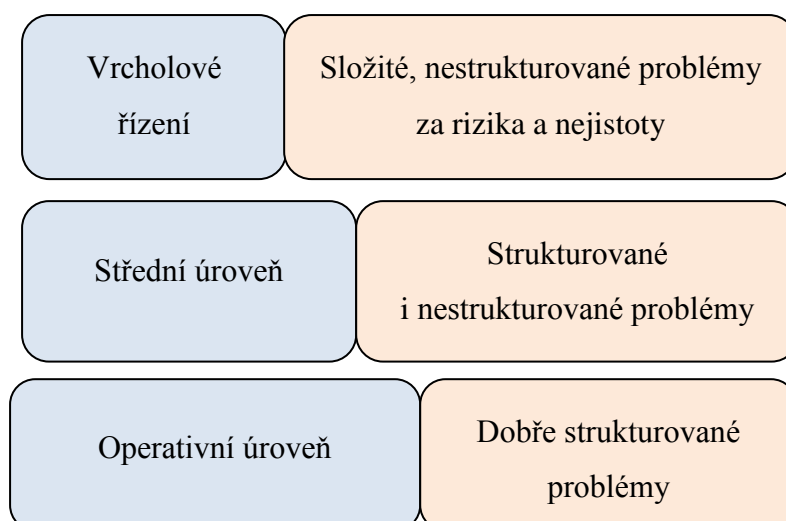 Vrcholové
řízení
Složité, nestrukturované problémy
za rizika a nejistoty
Střední úroveň
Strukturované
i nestrukturované problémy
Operativní úroveň
Dobře strukturované
problémy